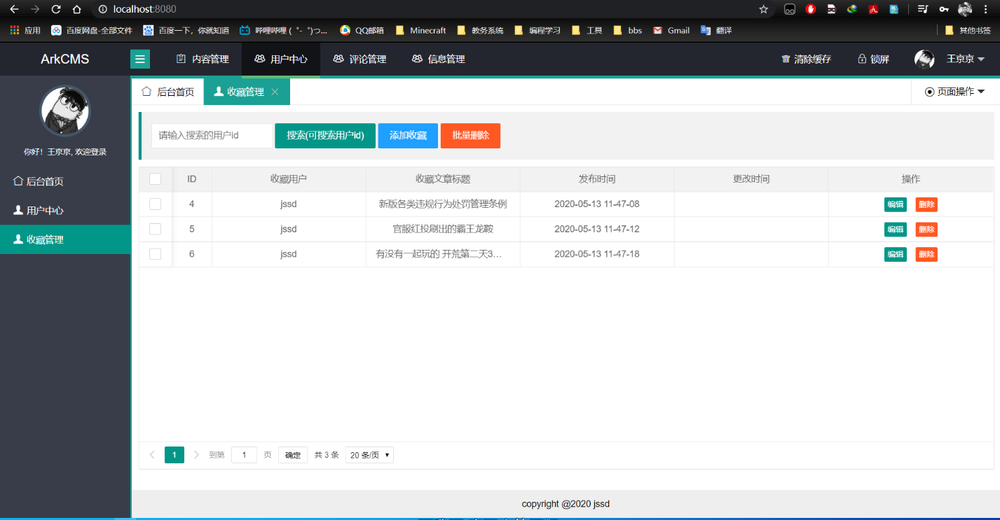 localhost:8080
应用 百度网盘-全部文件 百度一下，你就知道 哔哩哔哩 (゜-゜)つ... QQ邮箱 Minecraft 教务系统 编程学习 工具 bbs Gmail 翻译 其他书签
ArkCMS 内容管理 用户中心 评论管理 信息管理 清除缓存 锁屏 王京京
后台首页 收藏管理 页面操作
你好！王京京, 欢迎登录
后台首页
用户中心
收藏管理
请输入搜索的用户id 搜索(可搜索用户id) 添加收藏 批量删除
ID 收藏用户 收藏文章标题 发布时间 更改时间 操作
4 jssd 新版各类违规行为处罚管理条例 2020-05-13 11-47-08 编辑 删除
5 jssd 官服红投刷出的霸王龙鞍 2020-05-13 11-47-12 编辑 删除
6 jssd 有没有一起玩的 开荒第二天3... 2020-05-13 11-47-18 编辑 删除
1 到第 1 页 确定 共 3 条 20 条/页
copyright @2020 jssd